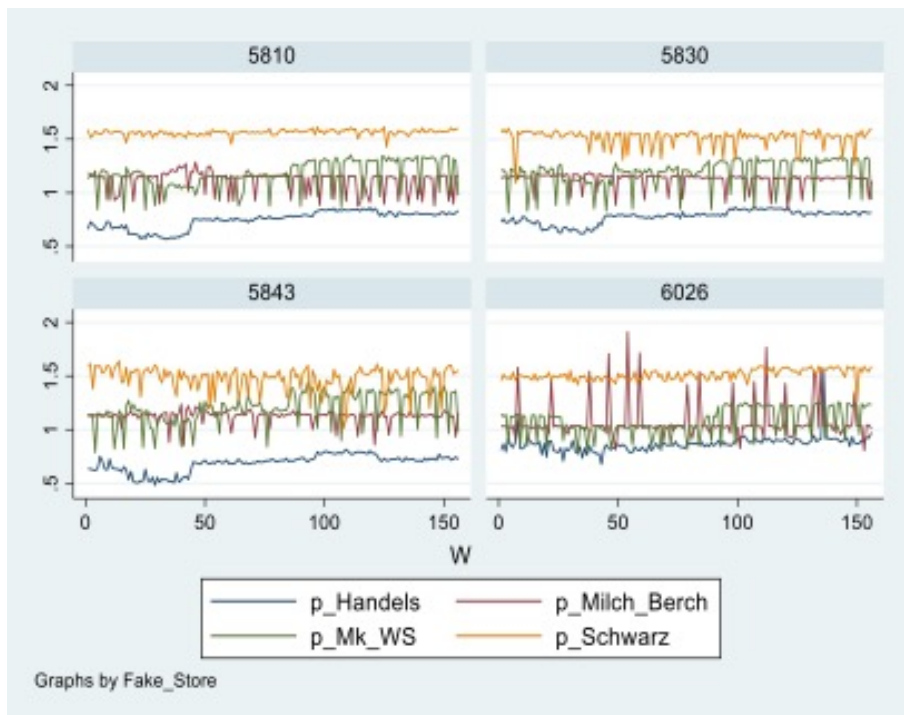 5810 5830
2
1.5
1
.5
5843 6026
2
1.5
1
.5
0 50 100 150 0 50 100 150
W
p_Handels p_Milch_Berch
p_Mk_WS p_Schwarz
Graphs by Fake_Store